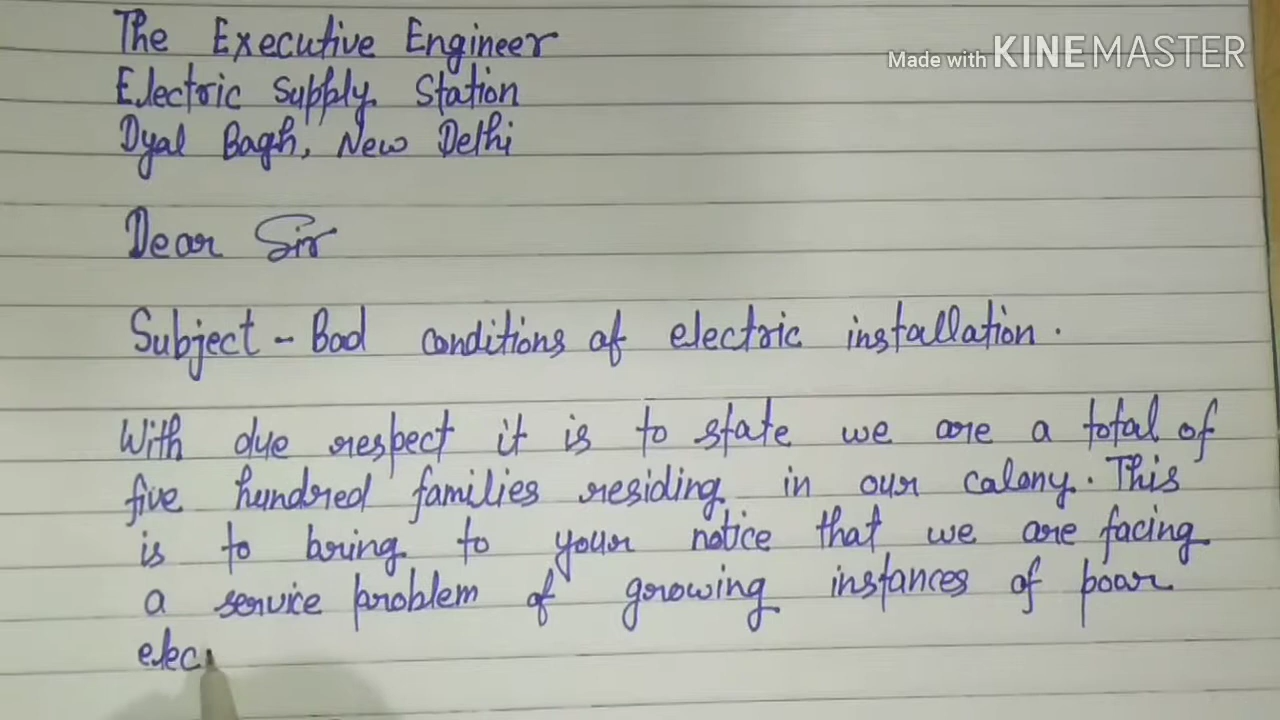 The Executive Engineer
Made with KINEMASTER
Electric Supply Station
Dyal Bagh, New Delhi
Dear Sir
Subject - Bad conditions of electric installation.
With due respect it is to state we are a total of
five hundred families residing in our calony. This
is to bring to your notice that we are facing
a service problem of growing instances of poar
elec